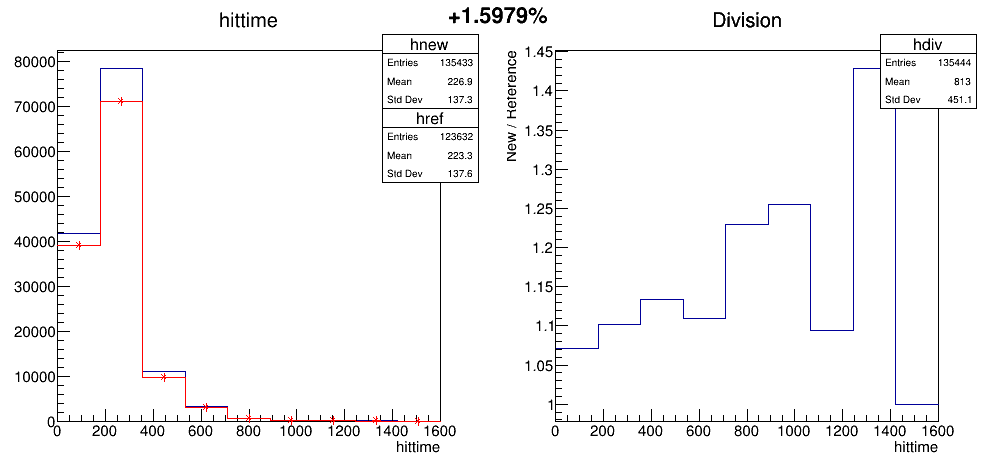 +1.5979%
hittime
hnew
Entries 135433
Mean 226.9
Std Dev 137.3
href
Entries 123632
Mean 223.3
Std Dev 137.6
80000
70000
60000
50000
40000
30000
20000
10000
0
0 200 400 600 800 1000 1200 1400 1600
hittime
Division
hdiv
Entries 135444
Mean 813
Std Dev 451.1
New / Reference
1.45
1.4
1.35
1.3
1.25
1.2
1.15
1.1
1.05
1
0 200 400 600 800 1000 1200 1400 1600
hittime